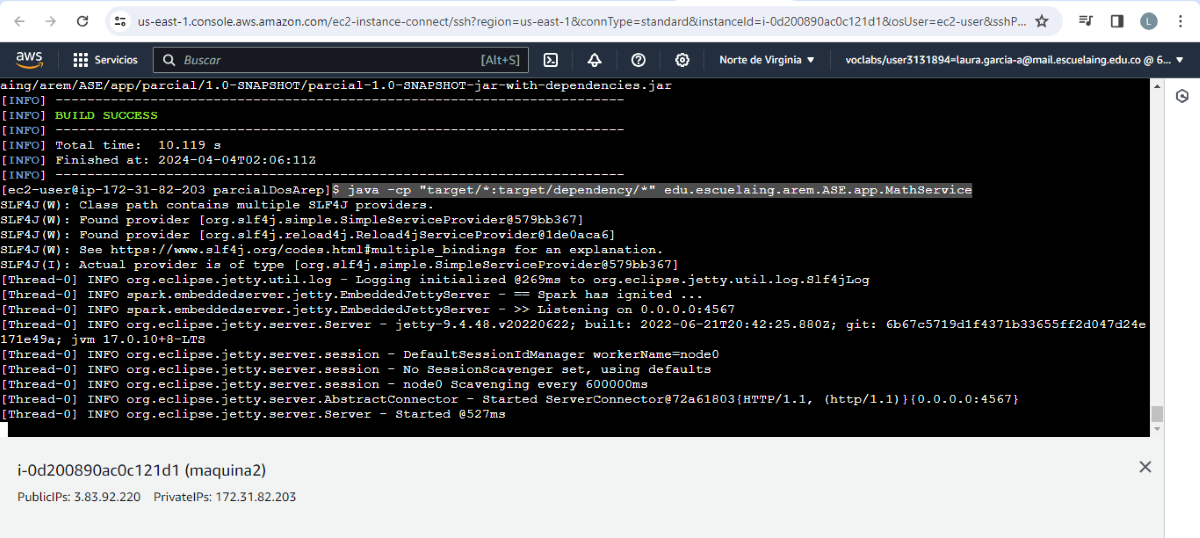 us-east-1.console.aws.amazon.com/ec2-instance-connect/ssh?region=us-east-1&connType=standard&instanceId=i-0d200890ac0c121d1&osUser=ec2-user&sshP...
L
aws Servicios Buscar [Alt+S] Norte de Virginia voclabs/user3131894=laura.garcia-a@mail.escuelaing.edu.co @ 6...
aing/arem/ASE/app/parcial/1.0-SNAPSHOT/parcial-1.0-SNAPSHOT-jar-with-dependencies.jar
[INFO] ------------------------------------------------------------------------
[INFO] BUILD SUCCESS
[INFO] ------------------------------------------------------------------------
[INFO] Total time:  10.119 s
[INFO] Finished at: 2024-04-04T02:06:11Z
[INFO] ------------------------------------------------------------------------
[ec2-user@ip-172-31-82-203 parcialDosArep]$ java -cp "target/*:target/dependency/*" edu.escuelaing.arem.ASE.app.MathService
SLF4J(W): Class path contains multiple SLF4J providers.
SLF4J(W): Found provider [org.slf4j.simple.SimpleServiceProvider@579bb367]
SLF4J(W): Found provider [org.slf4j.reload4j.Reload4jServiceProvider@1de0aca6]
SLF4J(W): See https://www.slf4j.org/codes.html#multiple_bindings for an explanation.
SLF4J(I): Actual provider is of type [org.slf4j.simple.SimpleServiceProvider@579bb367]
[Thread-0] INFO org.eclipse.jetty.util.log - Logging initialized @269ms to org.eclipse.jetty.util.log.Slf4jLog
[Thread-0] INFO spark.embeddedserver.jetty.EmbeddedJettyServer - == Spark has ignited ...
[Thread-0] INFO spark.embeddedserver.jetty.EmbeddedJettyServer - >> Listening on 0.0.0.0:4567
[Thread-0] INFO org.eclipse.jetty.server.Server - jetty-9.4.48.v20220622; built: 2022-06-21T20:42:25.880Z; git: 6b67c5719d1f4371b33655ff2d047d24e
171e49a; jvm 17.0.10+8-LTS
[Thread-0] INFO org.eclipse.jetty.server.session - DefaultSessionIdManager workerName=node0
[Thread-0] INFO org.eclipse.jetty.server.session - No SessionScavenger set, using defaults
[Thread-0] INFO org.eclipse.jetty.server.session - node0 Scavenging every 600000ms
[Thread-0] INFO org.eclipse.jetty.server.AbstractConnector - Started ServerConnector@72a61803{HTTP/1.1, (http/1.1)}{0.0.0.0:4567}
[Thread-0] INFO org.eclipse.jetty.server.Server - Started @527ms
i-0d200890ac0c121d1 (maquina2)
PublicIPs: 3.83.92.220 PrivateIPs: 172.31.82.203